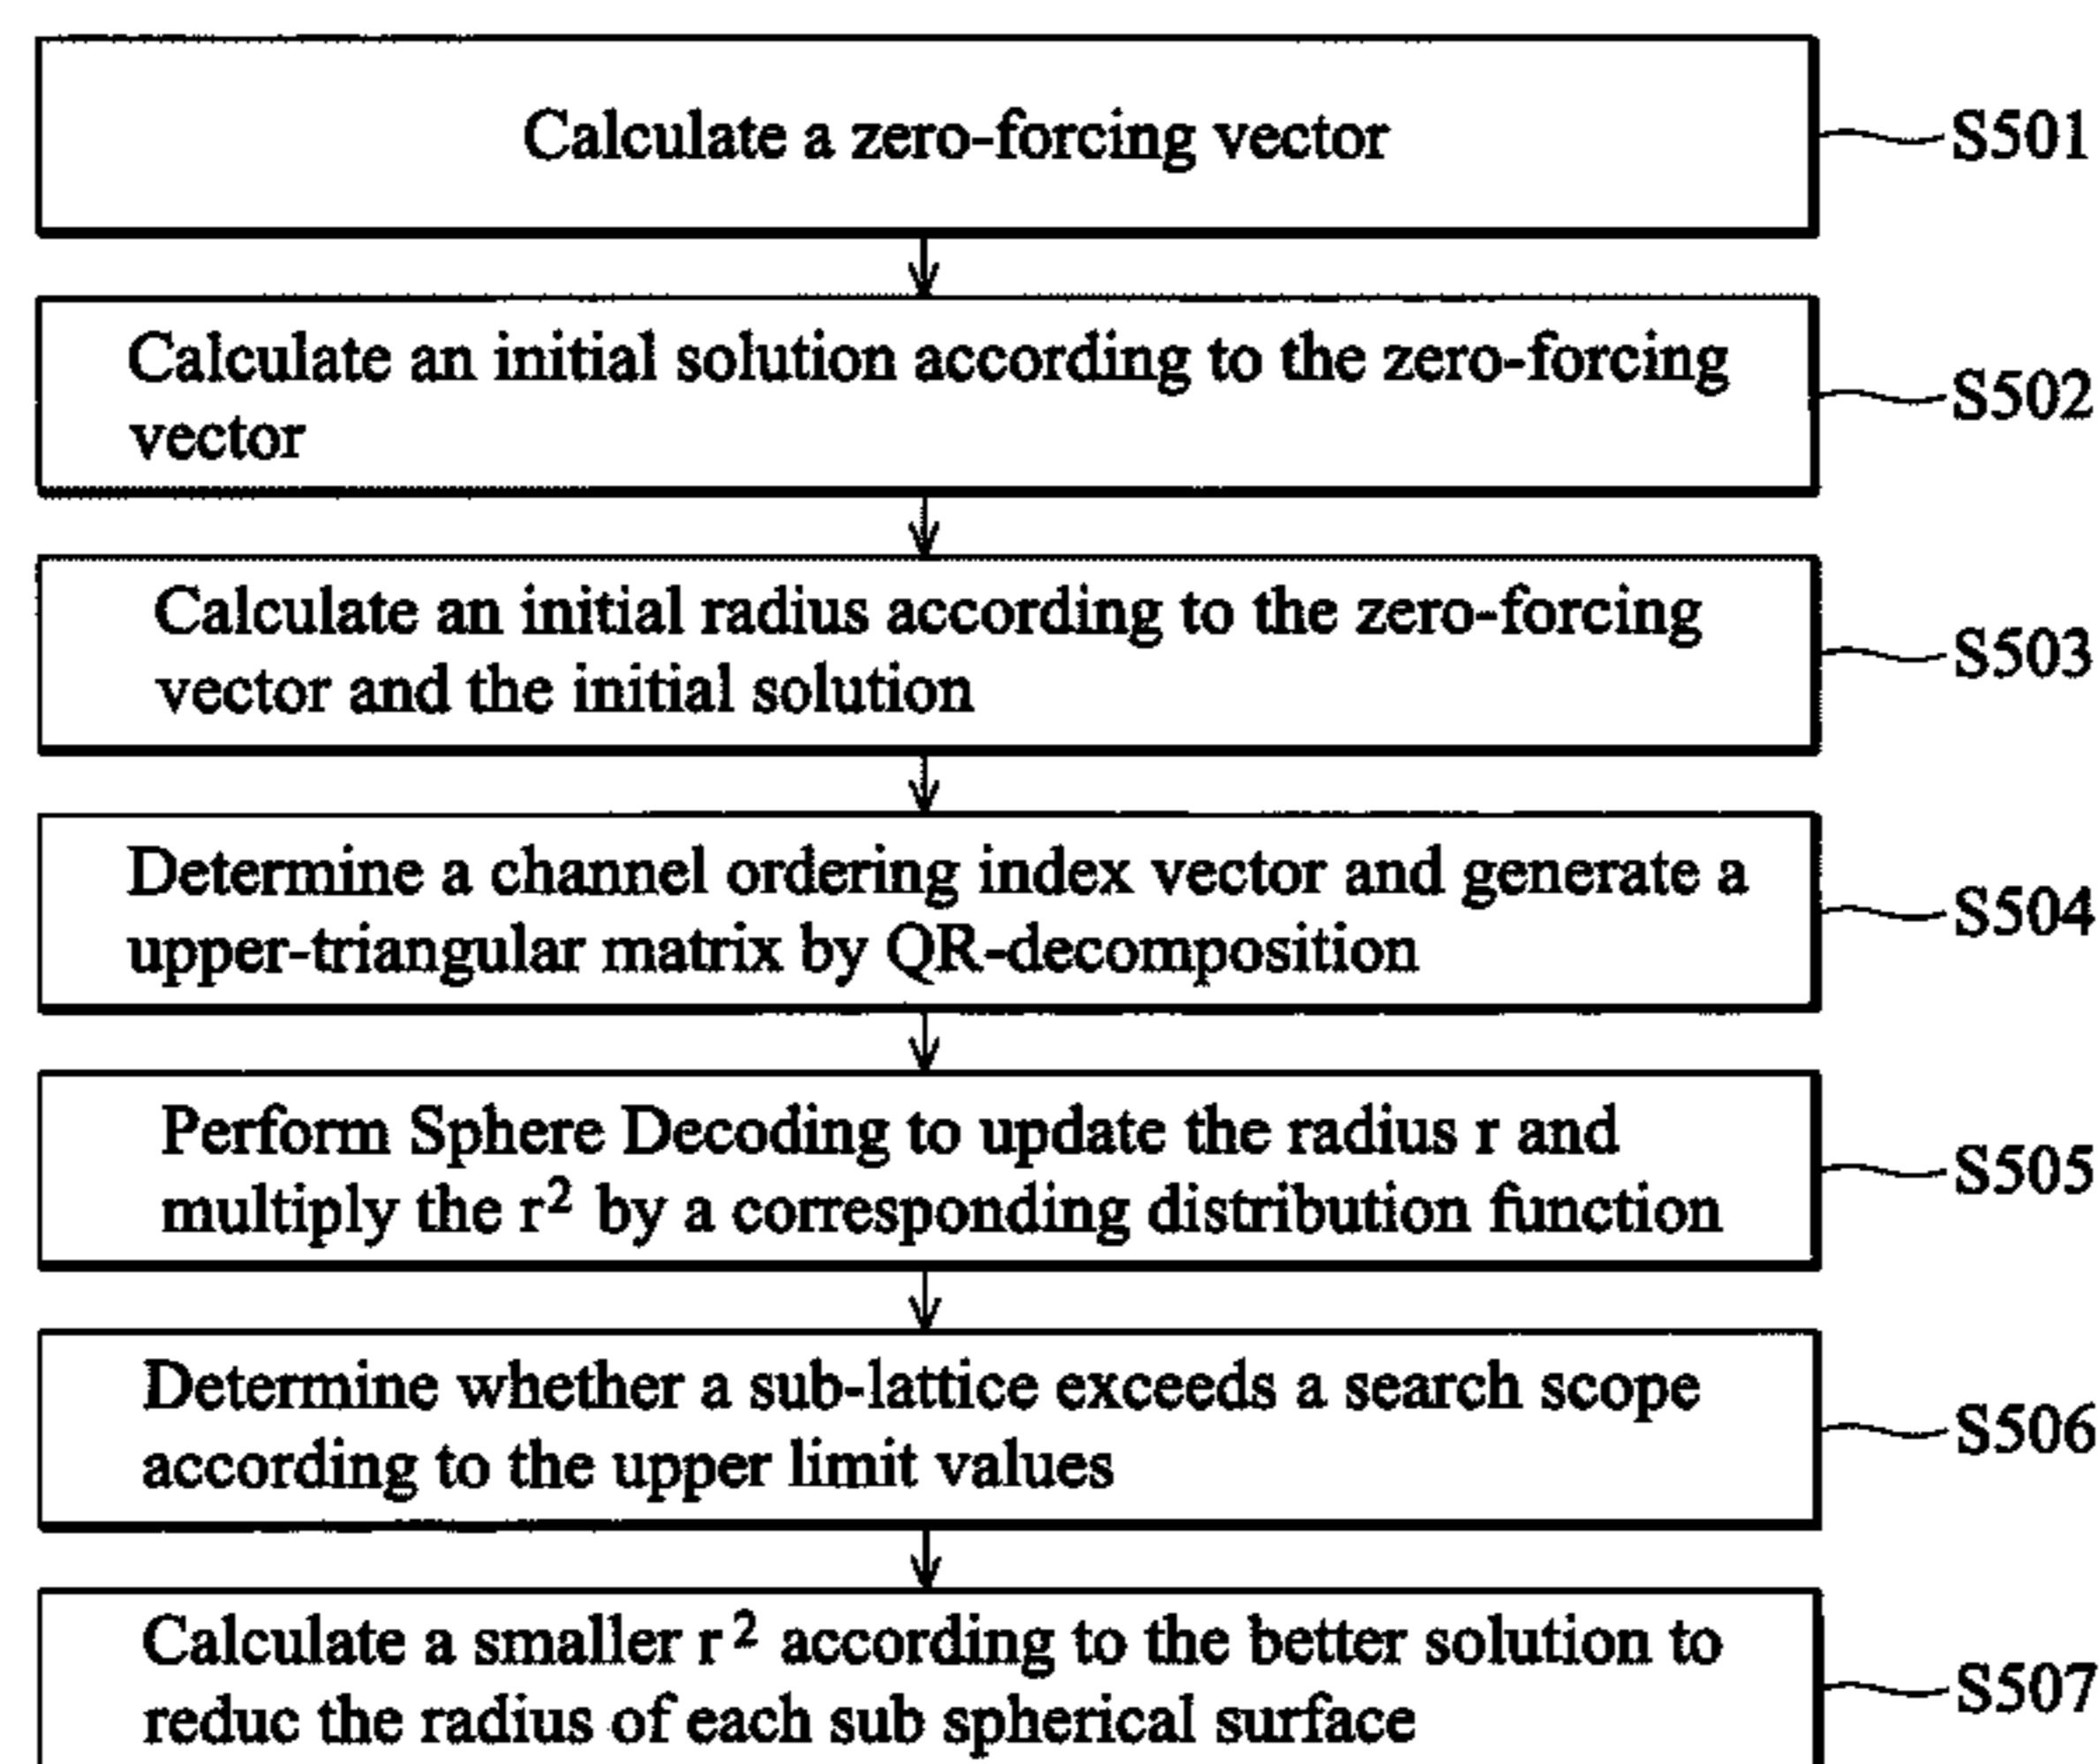 Calculate a zero-forcing vector
S501
Calculate an initial solution according to the zero-forcing
vector
S502
Calculate an initial radius according to the zero-forcing
vector and the initial solution
S503
Determine a channel ordering index vector and generate a
upper-triangular matrix by QR-decomposition
S504
Perform Sphere Decoding to update the radius r and
multiply the r² by a corresponding distribution function
S505
Determine whether a sub-lattice exceeds a search scope
according to the upper limit values
S506
Calculate a smaller r² according to the better solution to
reduc the radius of each sub spherical surface
S507